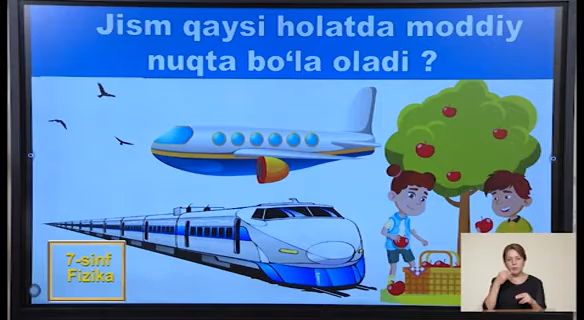 Jism qaysi holatda moddiy
nuqta bo‘la oladi ?
7-sinf
Fizika